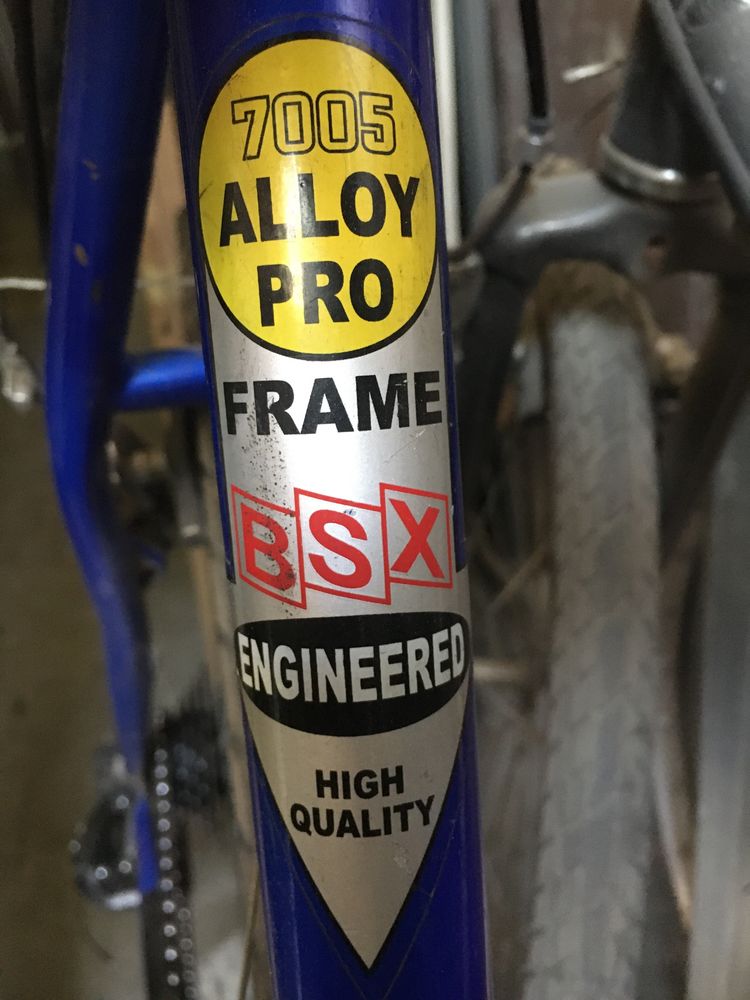 7005
ALLOY
PRO
FRAME
BSX
ENGINEERED
HIGH
QUALITY